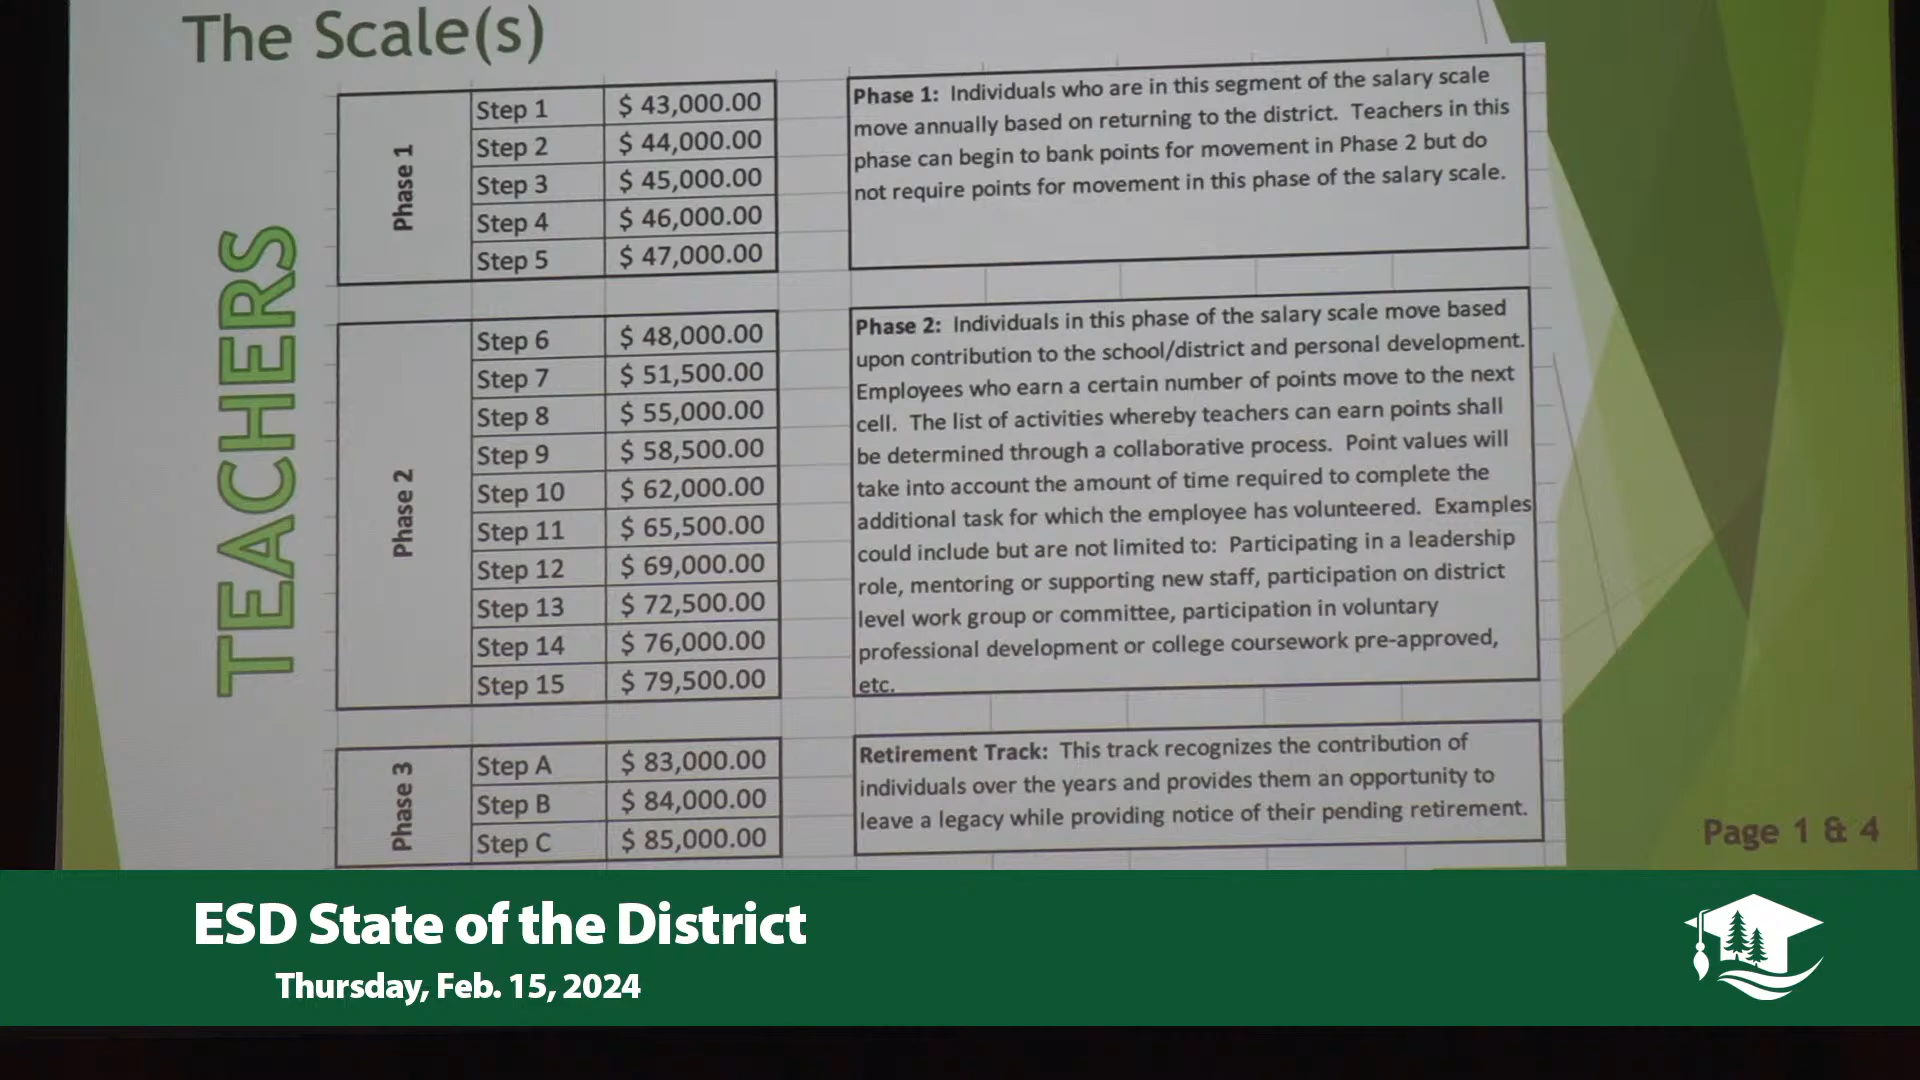 The Scale(s)
TEACHERS
Phase 1
Step 1 $ 43,000.00
Step 2 $ 44,000.00
Step 3 $ 45,000.00
Step 4 $ 46,000.00
Step 5 $ 47,000.00
Phase 1: Individuals who are in this segment of the salary scale
move annually based on returning to the district. Teachers in this
phase can begin to bank points for movement in Phase 2 but do
not require points for movement in this phase of the salary scale.
Phase 2
Step 6 $ 48,000.00
Step 7 $ 51,500.00
Step 8 $ 55,000.00
Step 9 $ 58,500.00
Step 10 $ 62,000.00
Step 11 $ 65,500.00
Step 12 $ 69,000.00
Step 13 $ 72,500.00
Step 14 $ 76,000.00
Step 15 $ 79,500.00
Phase 2: Individuals in this phase of the salary scale move based
upon contribution to the school/district and personal development.
Employees who earn a certain number of points move to the next
cell. The list of activities whereby teachers can earn points shall
be determined through a collaborative process. Point values will
take into account the amount of time required to complete the
additional task for which the employee has volunteered. Examples
could include but are not limited to: Participating in a leadership
role, mentoring or supporting new staff, participation on district
level work group or committee, participation in voluntary
professional development or college coursework pre-approved,
etc.
Phase 3
Step A $ 83,000.00
Step B $ 84,000.00
Step C $ 85,000.00
Retirement Track: This track recognizes the contribution of
individuals over the years and provides them an opportunity to
leave a legacy while providing notice of their pending retirement.
Page 1 & 4
ESD State of the District
Thursday, Feb. 15, 2024